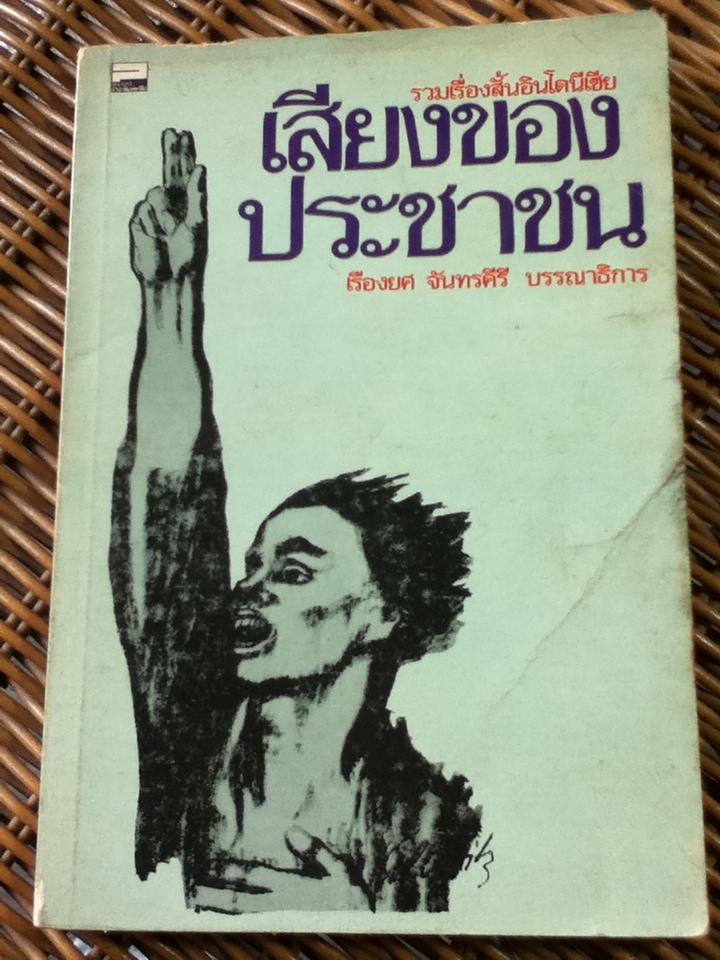 รวมเรื่องสั้นอินโดนีเซีย
เสียงของ
ประชาชน
เรืองยศ จันทรคีรี บรรณาธิการ